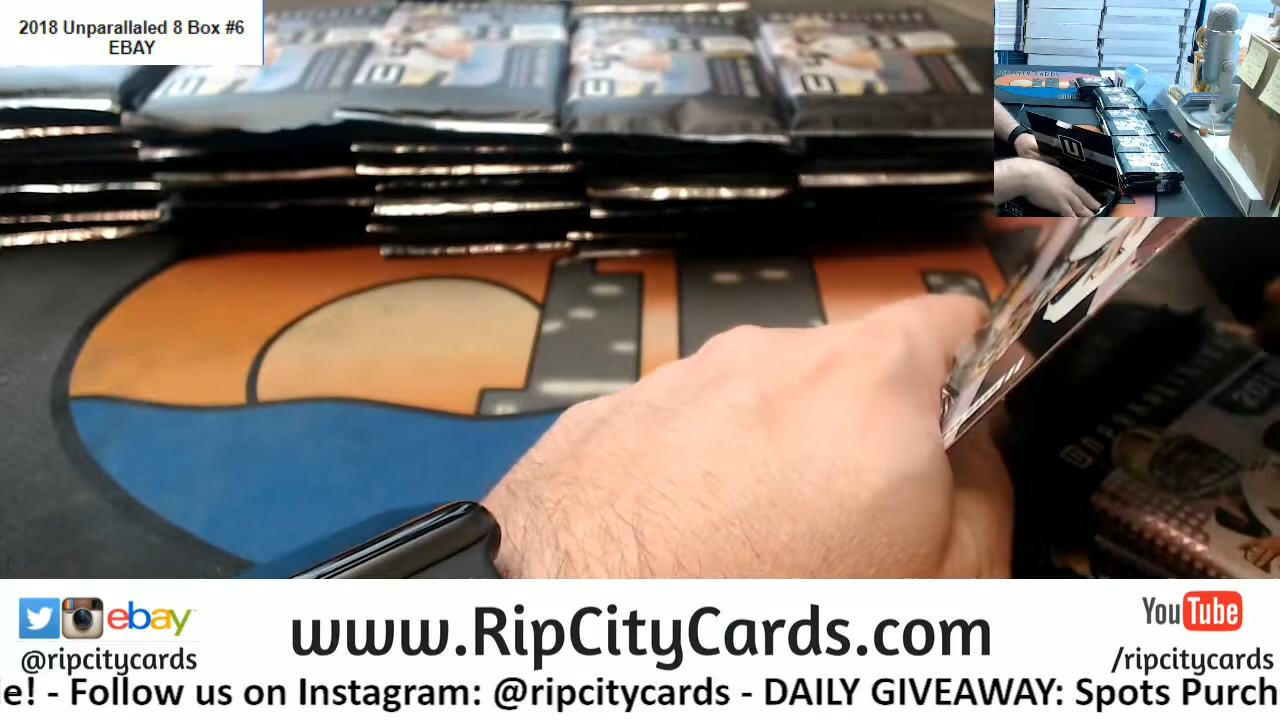 2018 Unparallaled 8 Box #6
EBAY
ebay
@ripcitycards
www.RipCityCards.com
YouTube
/ripcitycards
le! - Follow us on Instagram: @ripcitycards - DAILY GIVEAWAY: Spots Purch